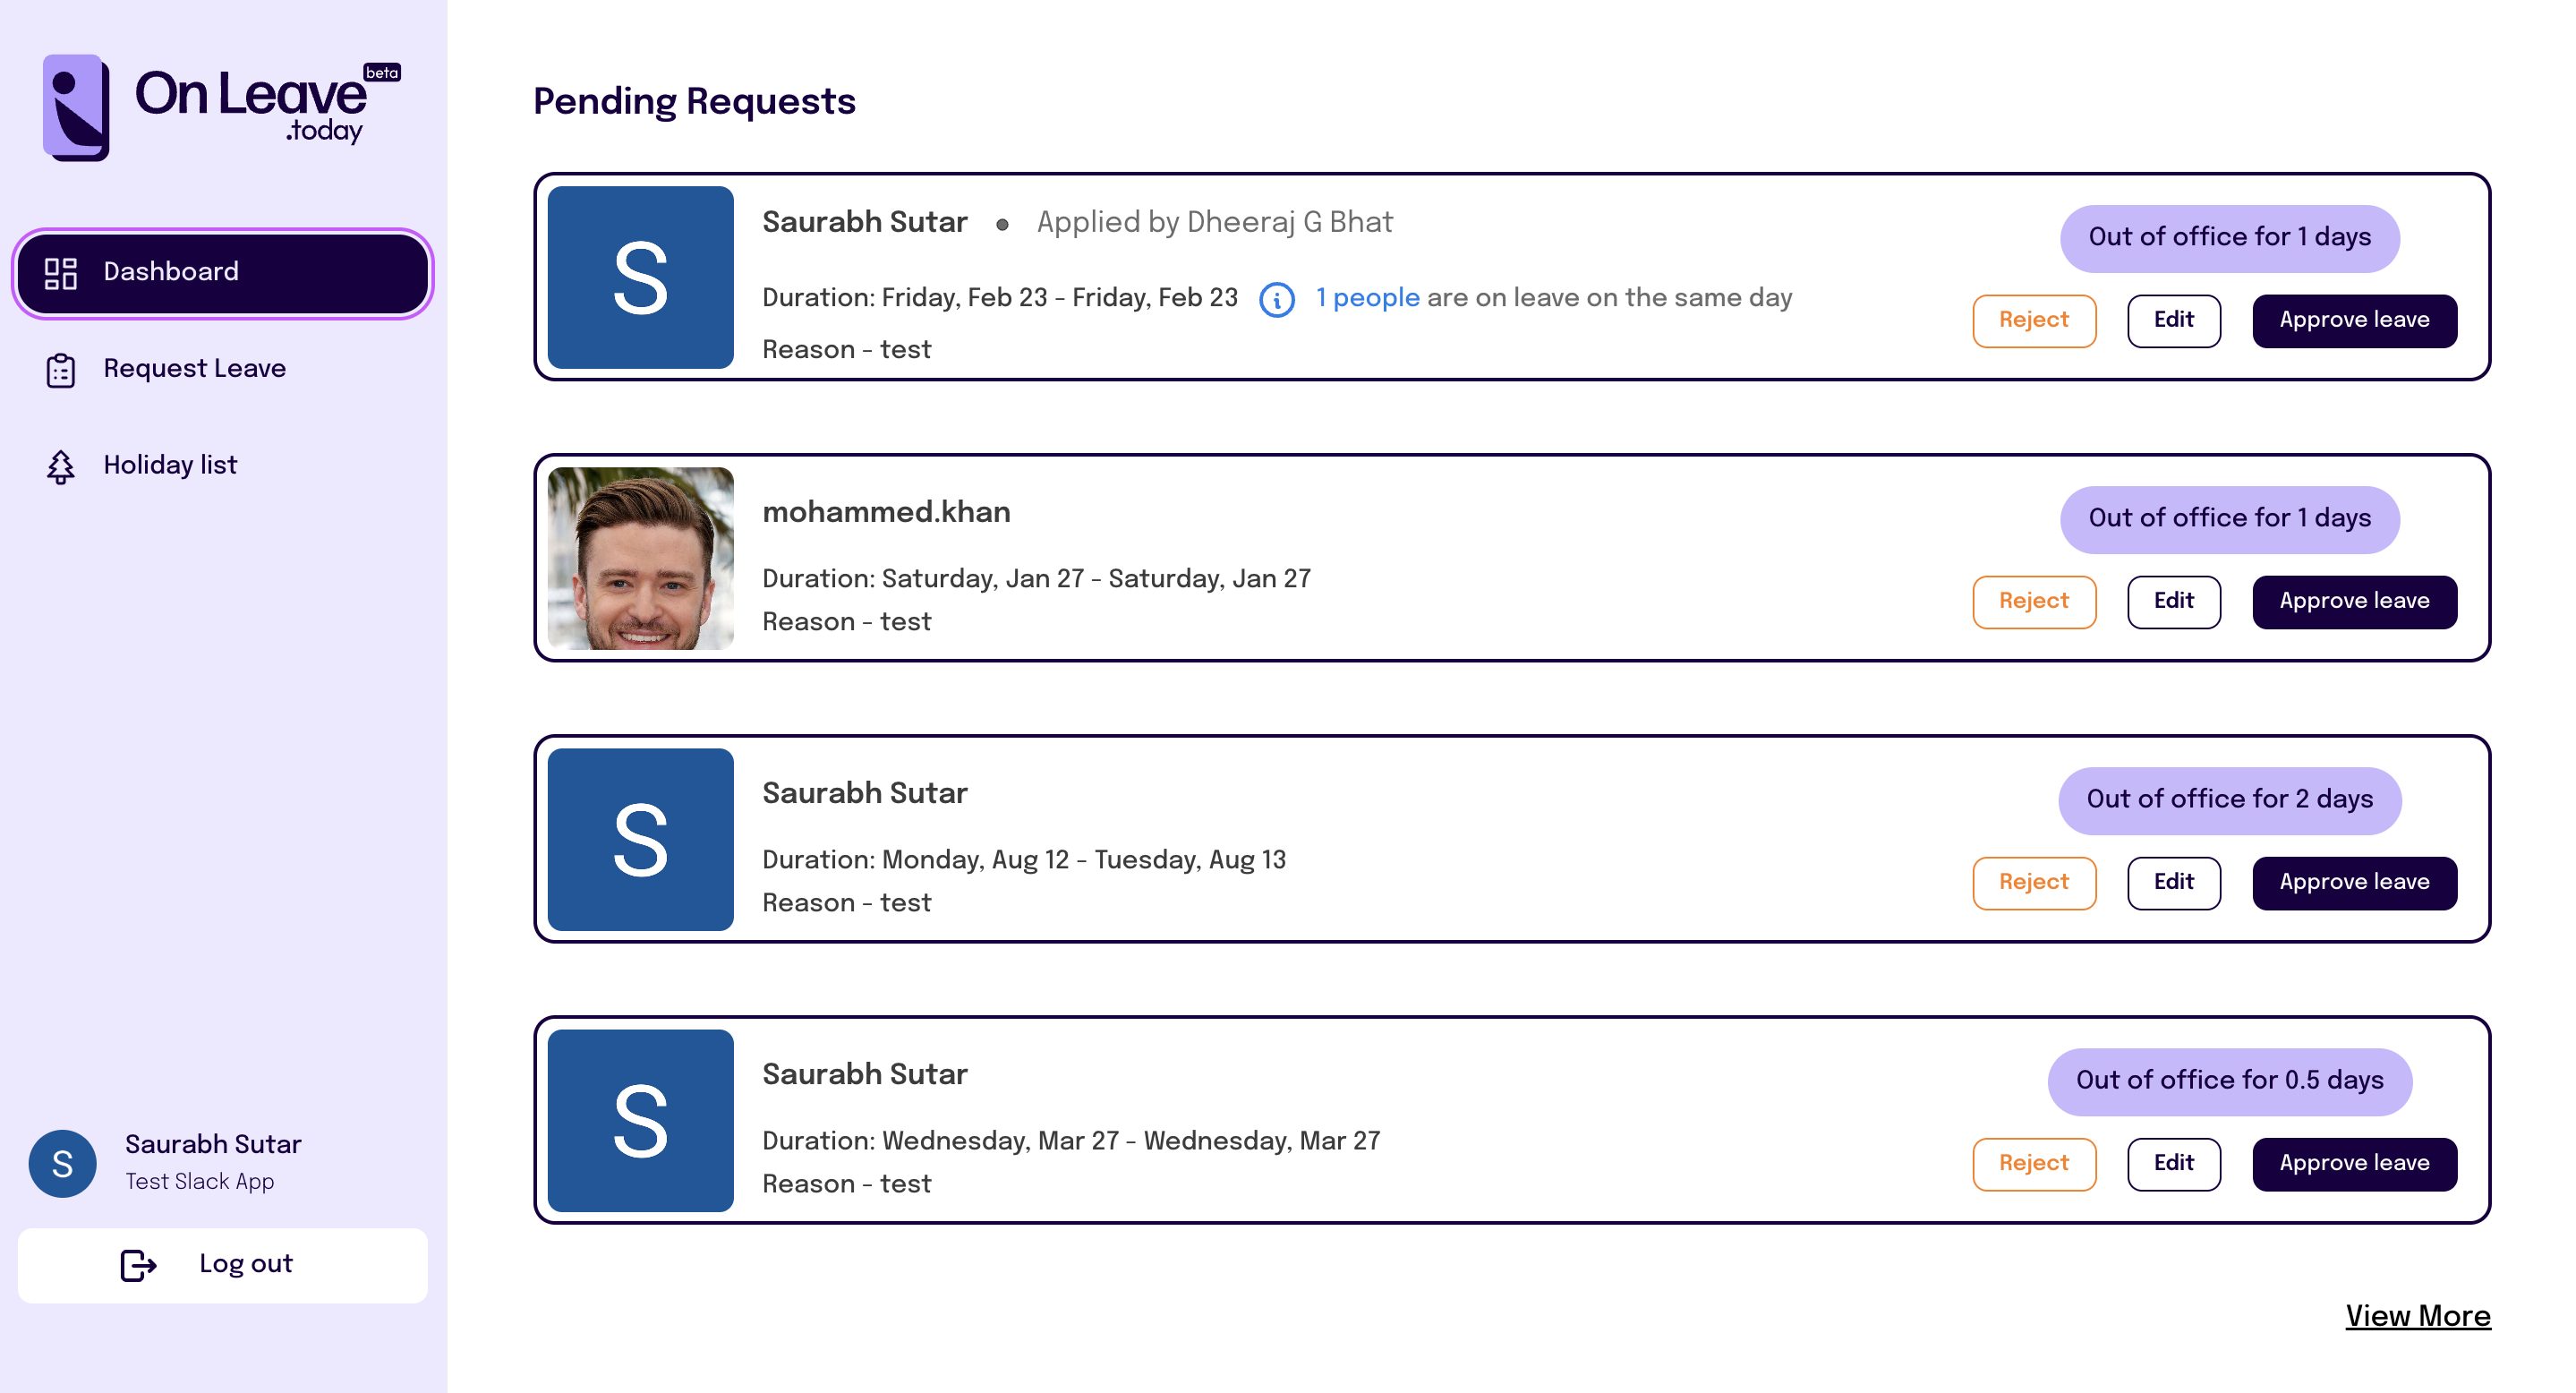 On Leave beta
.today
Dashboard
Request Leave
Holiday list
S
Saurabh Sutar
Test Slack App
Log out
Pending Requests
S
Saurabh Sutar • Applied by Dheeraj G Bhat
Duration: Friday, Feb 23 - Friday, Feb 23 i 1 people are on leave on the same day
Reason - test
Out of office for 1 days
Reject Edit Approve leave
mohammed.khan
Duration: Saturday, Jan 27 - Saturday, Jan 27
Reason - test
Out of office for 1 days
Reject Edit Approve leave
S
Saurabh Sutar
Duration: Monday, Aug 12 - Tuesday, Aug 13
Reason - test
Out of office for 2 days
Reject Edit Approve leave
S
Saurabh Sutar
Duration: Wednesday, Mar 27 - Wednesday, Mar 27
Reason - test
Out of office for 0.5 days
Reject Edit Approve leave
View More